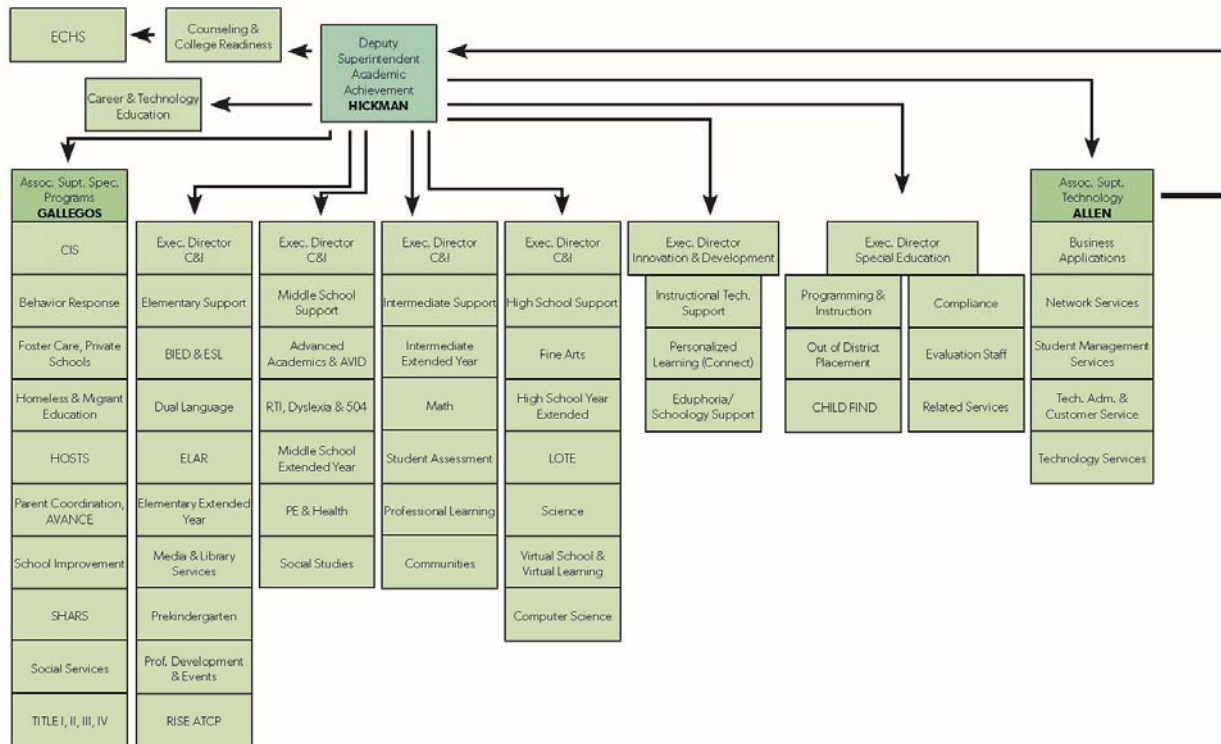 ECHS
Counseling &
College Readiness
Deputy
Superintendent
Academic
Achievement
HICKMAN
Career & Technology
Education
Assoc. Supt. Spec.
Programs
GALLEGOS
CIS
Behavior Response
Foster Care, Private
Schools
Homeless & Migrant
Education
HOSTS
Parent Coordination,
AVANCE
School Improvement
SHARS
Social Services
TITLE I, II, III, IV
Exec. Director
C&I
Elementary Support
BIED & ESL
Dual Language
ELAR
Elementary Extended
Year
Media & Library
Services
Prekindergarten
Prof. Development
& Events
RISE ATCP
Exec. Director
C&I
Middle School
Support
Advanced
Academics & AVID
RTI, Dyslexia & 504
Middle School
Extended Year
PE & Health
Social Studies
Exec. Director
C&I
Intermediate Support
Intermediate
Extended Year
Math
Student Assessment
Professional Learning
Communities
Exec. Director
C&I
High School Support
Fine Arts
High School Year
Extended
LOTE
Science
Virtual School &
Virtual Learning
Computer Science
Exec. Director
Innovation & Development
Instructional Tech.
Support
Personalized
Learning (Connect)
Eduphoria/
Schoology Support
Exec. Director
Special Education
Programming &
Instruction
Out of District
Placement
CHILD FIND
Compliance
Evaluation Staff
Related Services
Assoc. Supt.
Technology
ALLEN
Business
Applications
Network Services
Student Management
Services
Tech. Adm. &
Customer Service
Technology Services